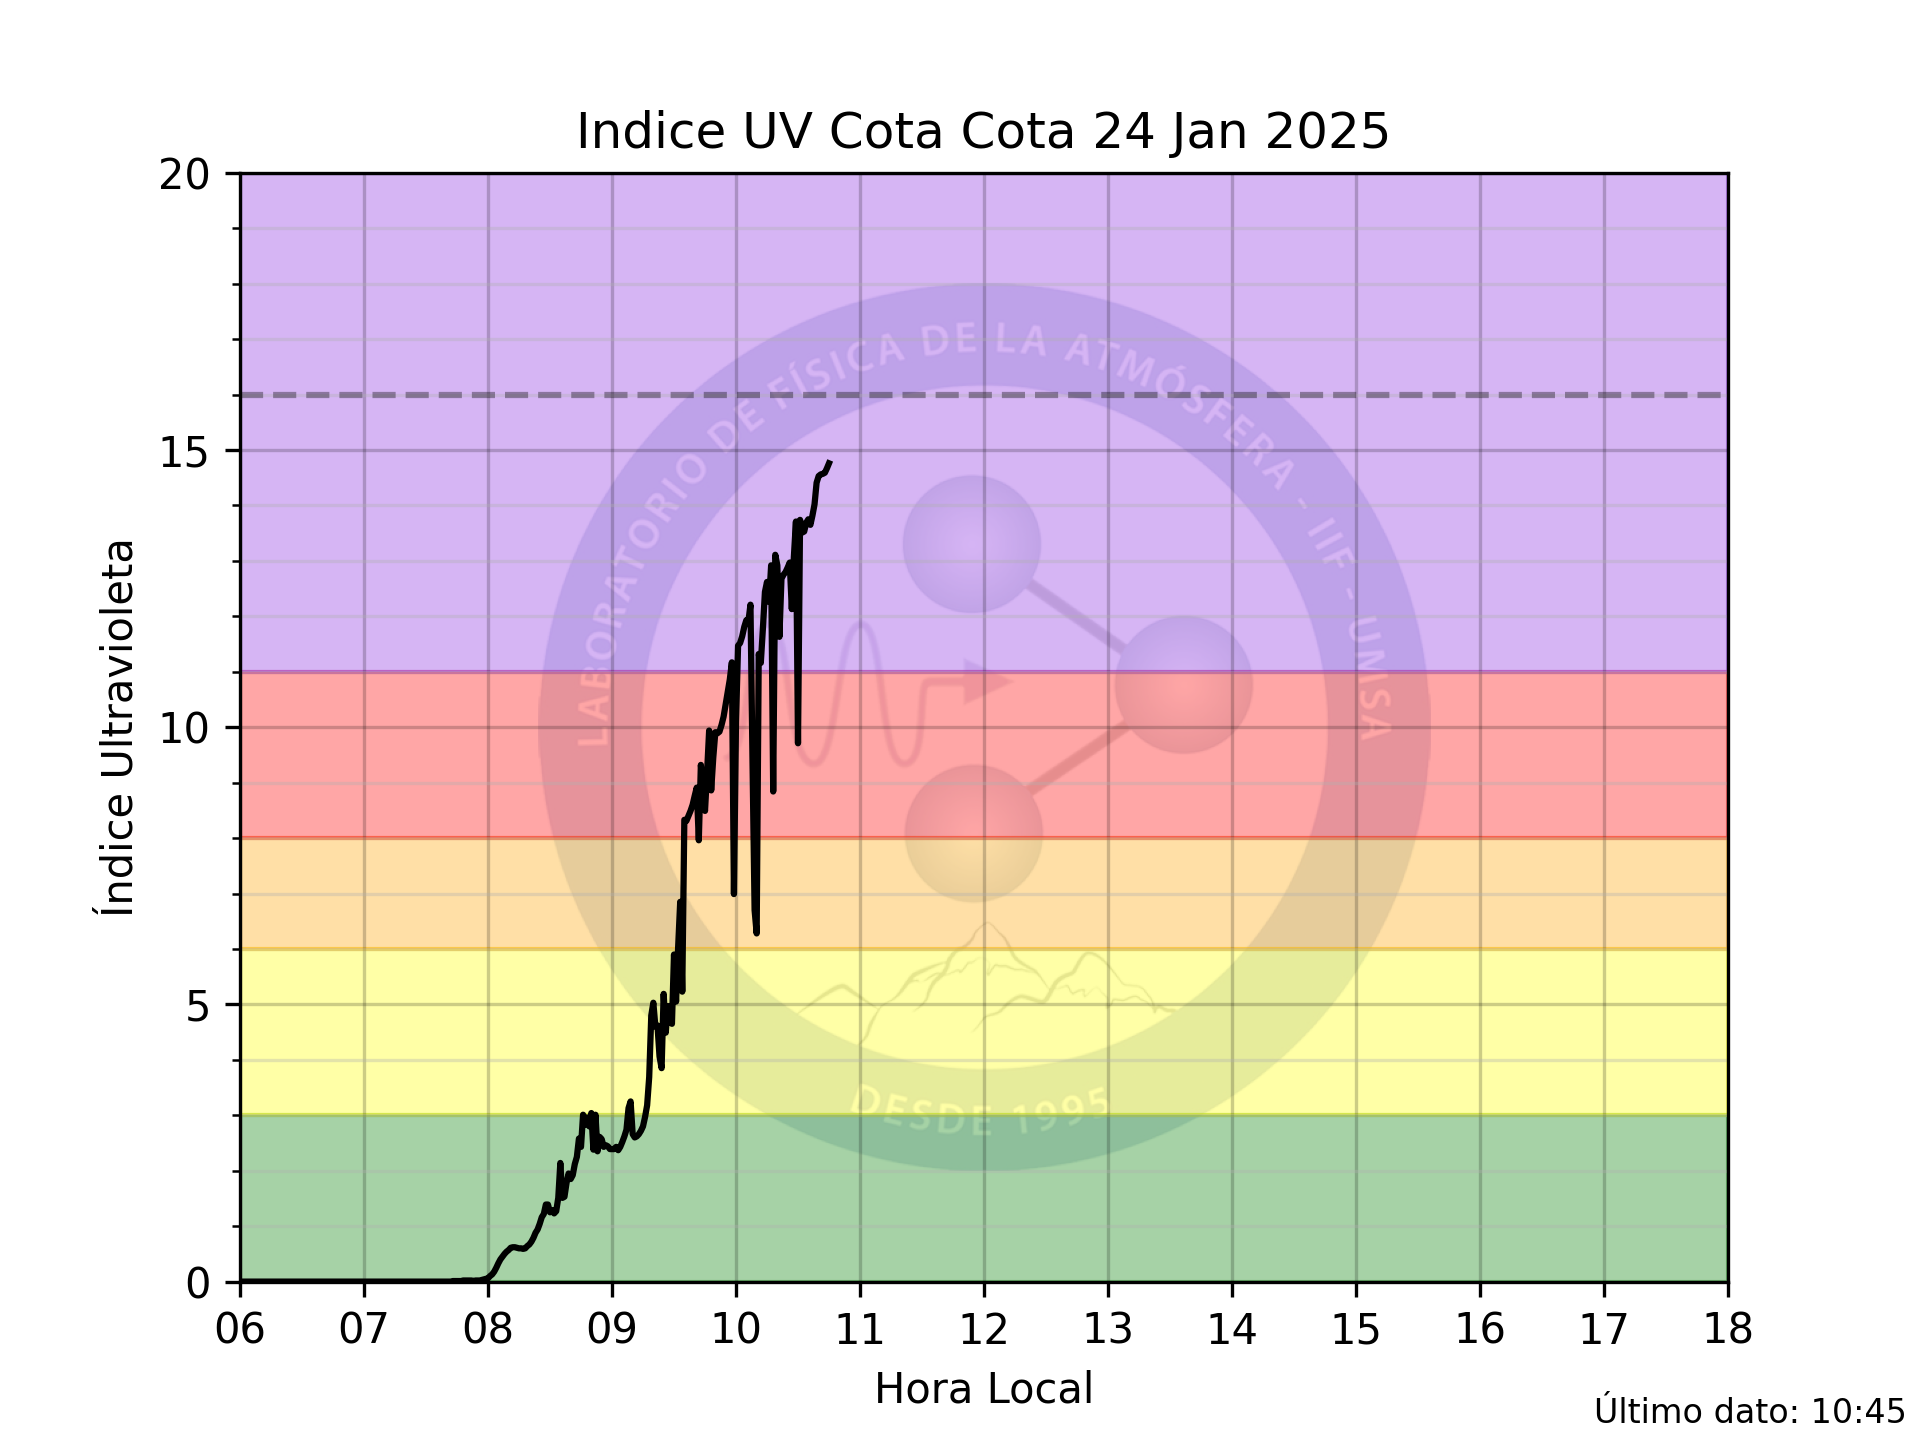 Indice UV Cota Cota 24 Jan 2025
20
15
10
5
0
Índice Ultravioleta
LABORATORIO DE FÍSICA DE LA ATMÓSFERA - IIF - UMSA
DESDE 1995
06 07 08 09 10 11 12 13 14 15 16 17 18
Hora Local
Último dato: 10:45